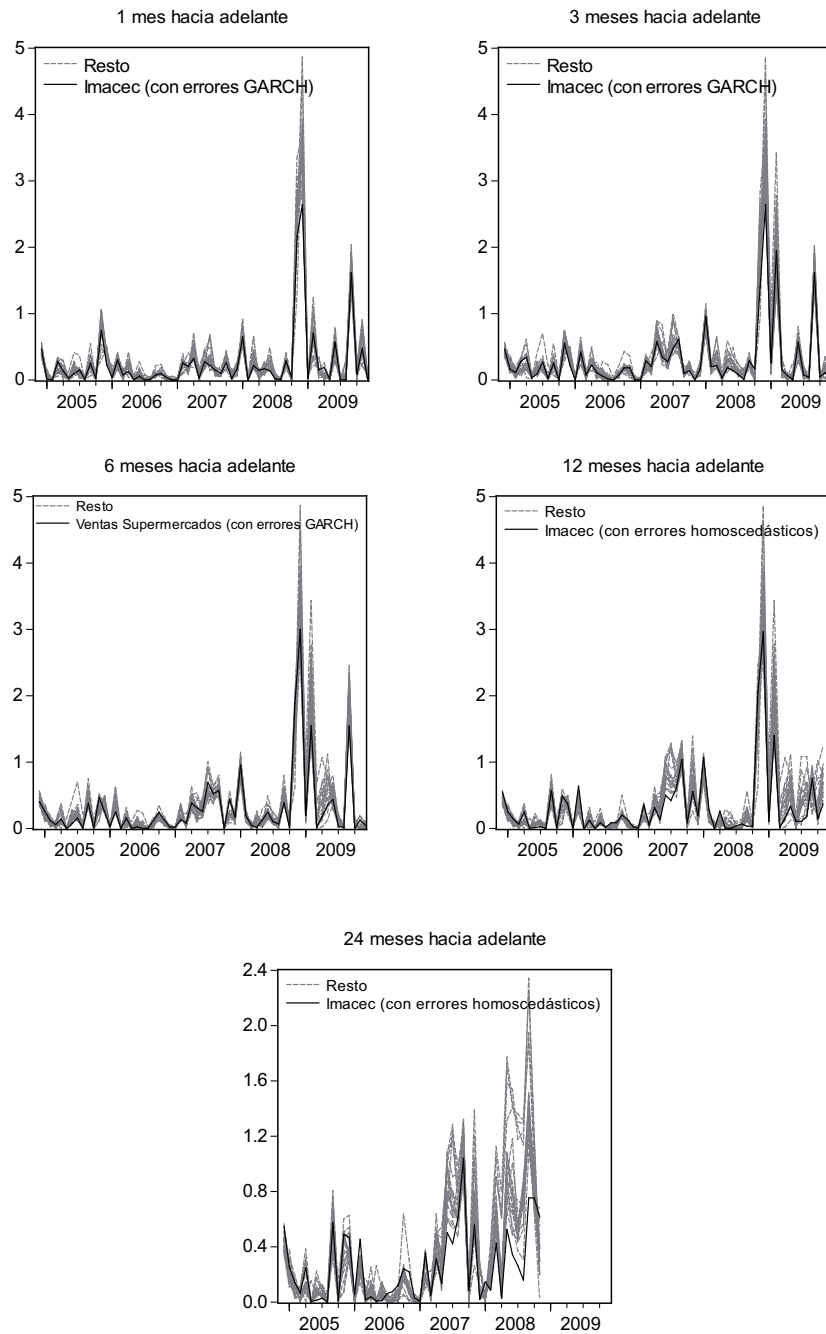 1 mes hacia adelante
5
4
3
2
1
0
Resto
Imacec (con errores GARCH)
2005 2006 2007 2008 2009
3 meses hacia adelante
5
4
3
2
1
0
Resto
Imacec (con errores GARCH)
2005 2006 2007 2008 2009
6 meses hacia adelante
5
4
3
2
1
0
Resto
Ventas Supermercados (con errores GARCH)
2005 2006 2007 2008 2009
12 meses hacia adelante
5
4
3
2
1
0
Resto
Imacec (con errores homoscedásticos)
2005 2006 2007 2008 2009
24 meses hacia adelante
2.4
2.0
1.6
1.2
0.8
0.4
0.0
Resto
Imacec (con errores homoscedásticos)
2005 2006 2007 2008 2009